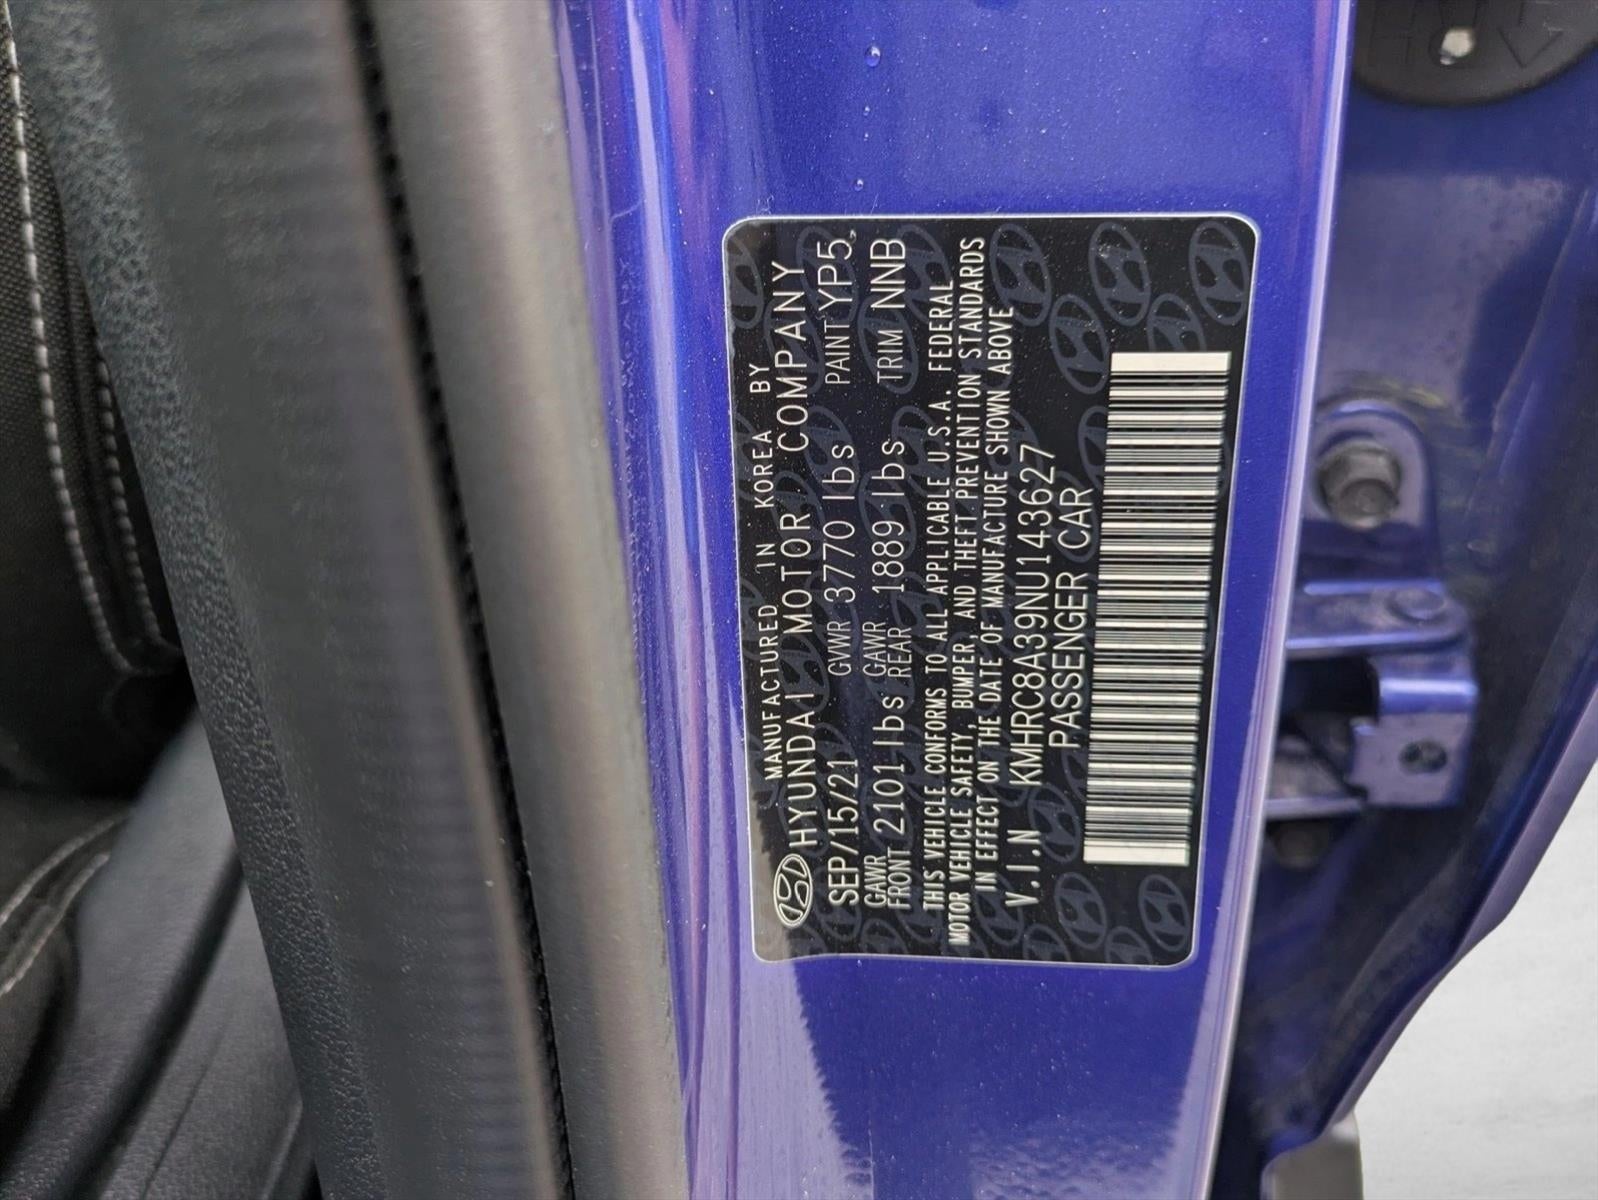 MANUFACTURED IN KOREA BY
HYUNDAI MOTOR COMPANY
SEP/15/21 GVWR 3770 lbs PAINT YP5
GAWR FRONT 2101 lbs GAWR REAR 1889 lbs TRIM NNB
THIS VEHICLE CONFORMS TO ALL APPLICABLE U.S.A. FEDERAL
MOTOR VEHICLE SAFETY, BUMPER, AND THEFT PREVENTION STANDARDS
IN EFFECT ON THE DATE OF MANUFACTURE SHOWN ABOVE
V.I.N KMHRC8A39NU143627
PASSENGER CAR